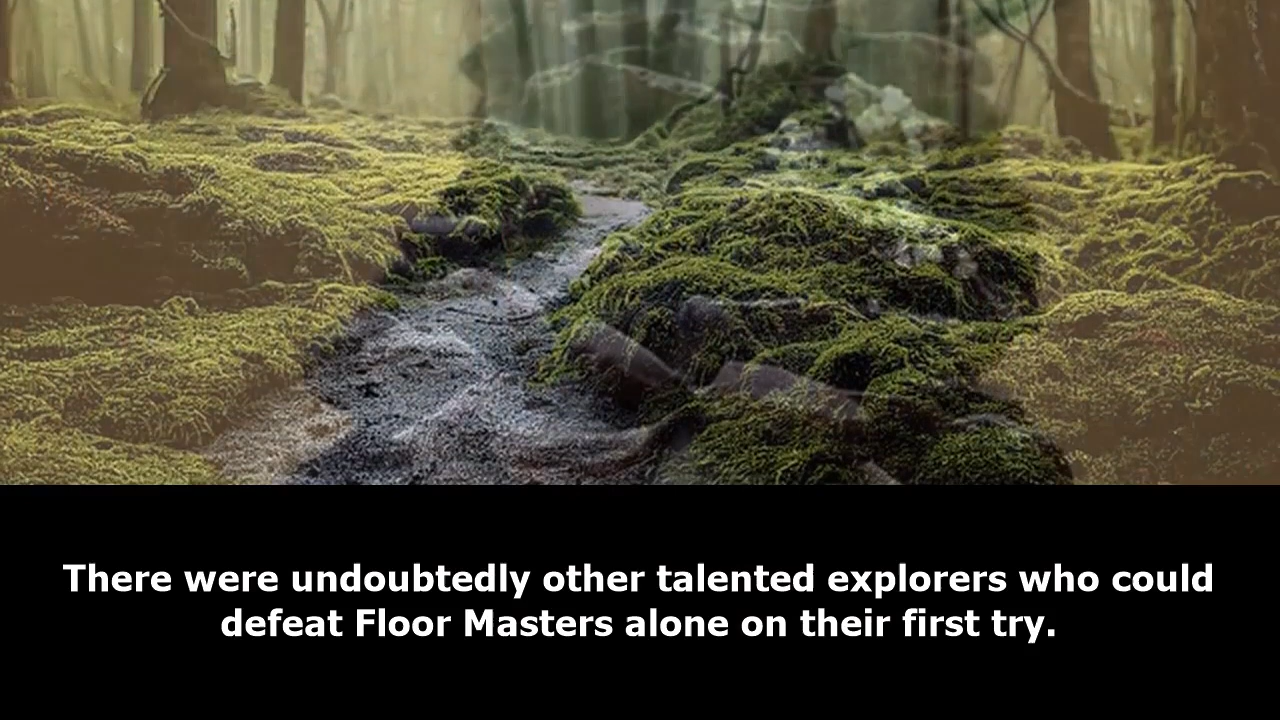 There were undoubtedly other talented explorers who could
defeat Floor Masters alone on their first try.